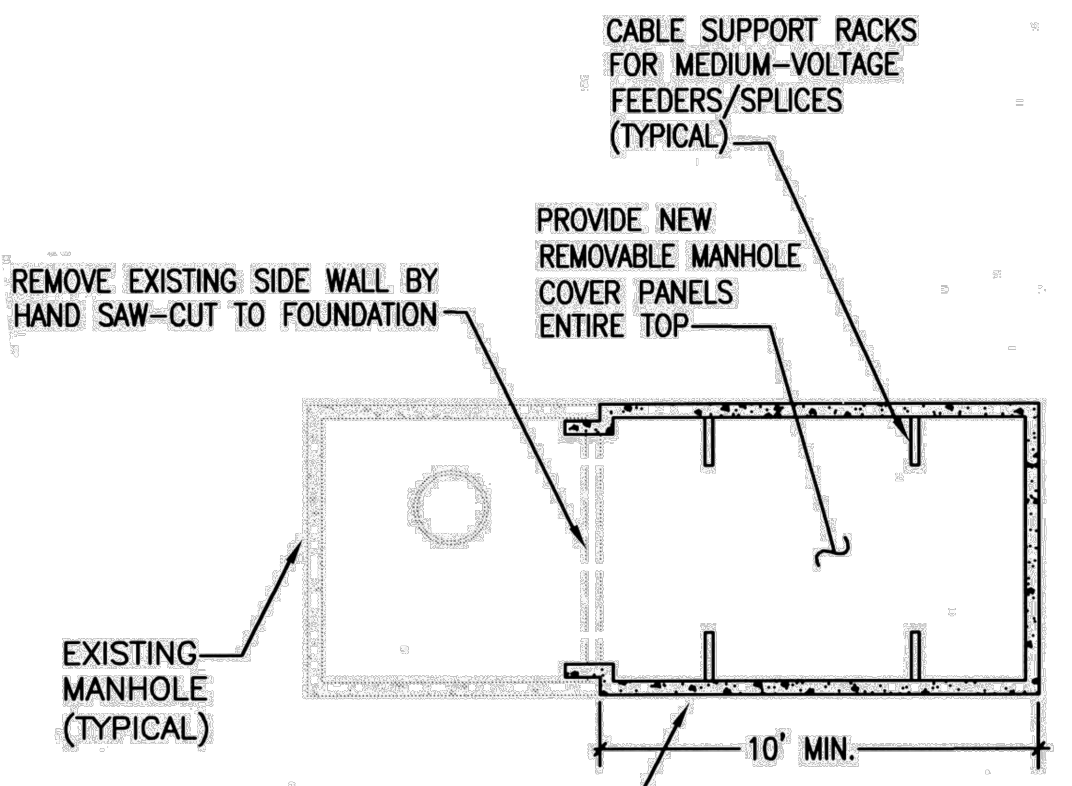 CABLE SUPPORT RACKS
FOR MEDIUM-VOLTAGE
FEEDERS/SPLICES
(TYPICAL)
PROVIDE NEW
REMOVABLE MANHOLE
COVER PANELS
ENTIRE TOP
REMOVE EXISTING SIDE WALL BY
HAND SAW-CUT TO FOUNDATION
EXISTING
MANHOLE
(TYPICAL)
10' MIN.